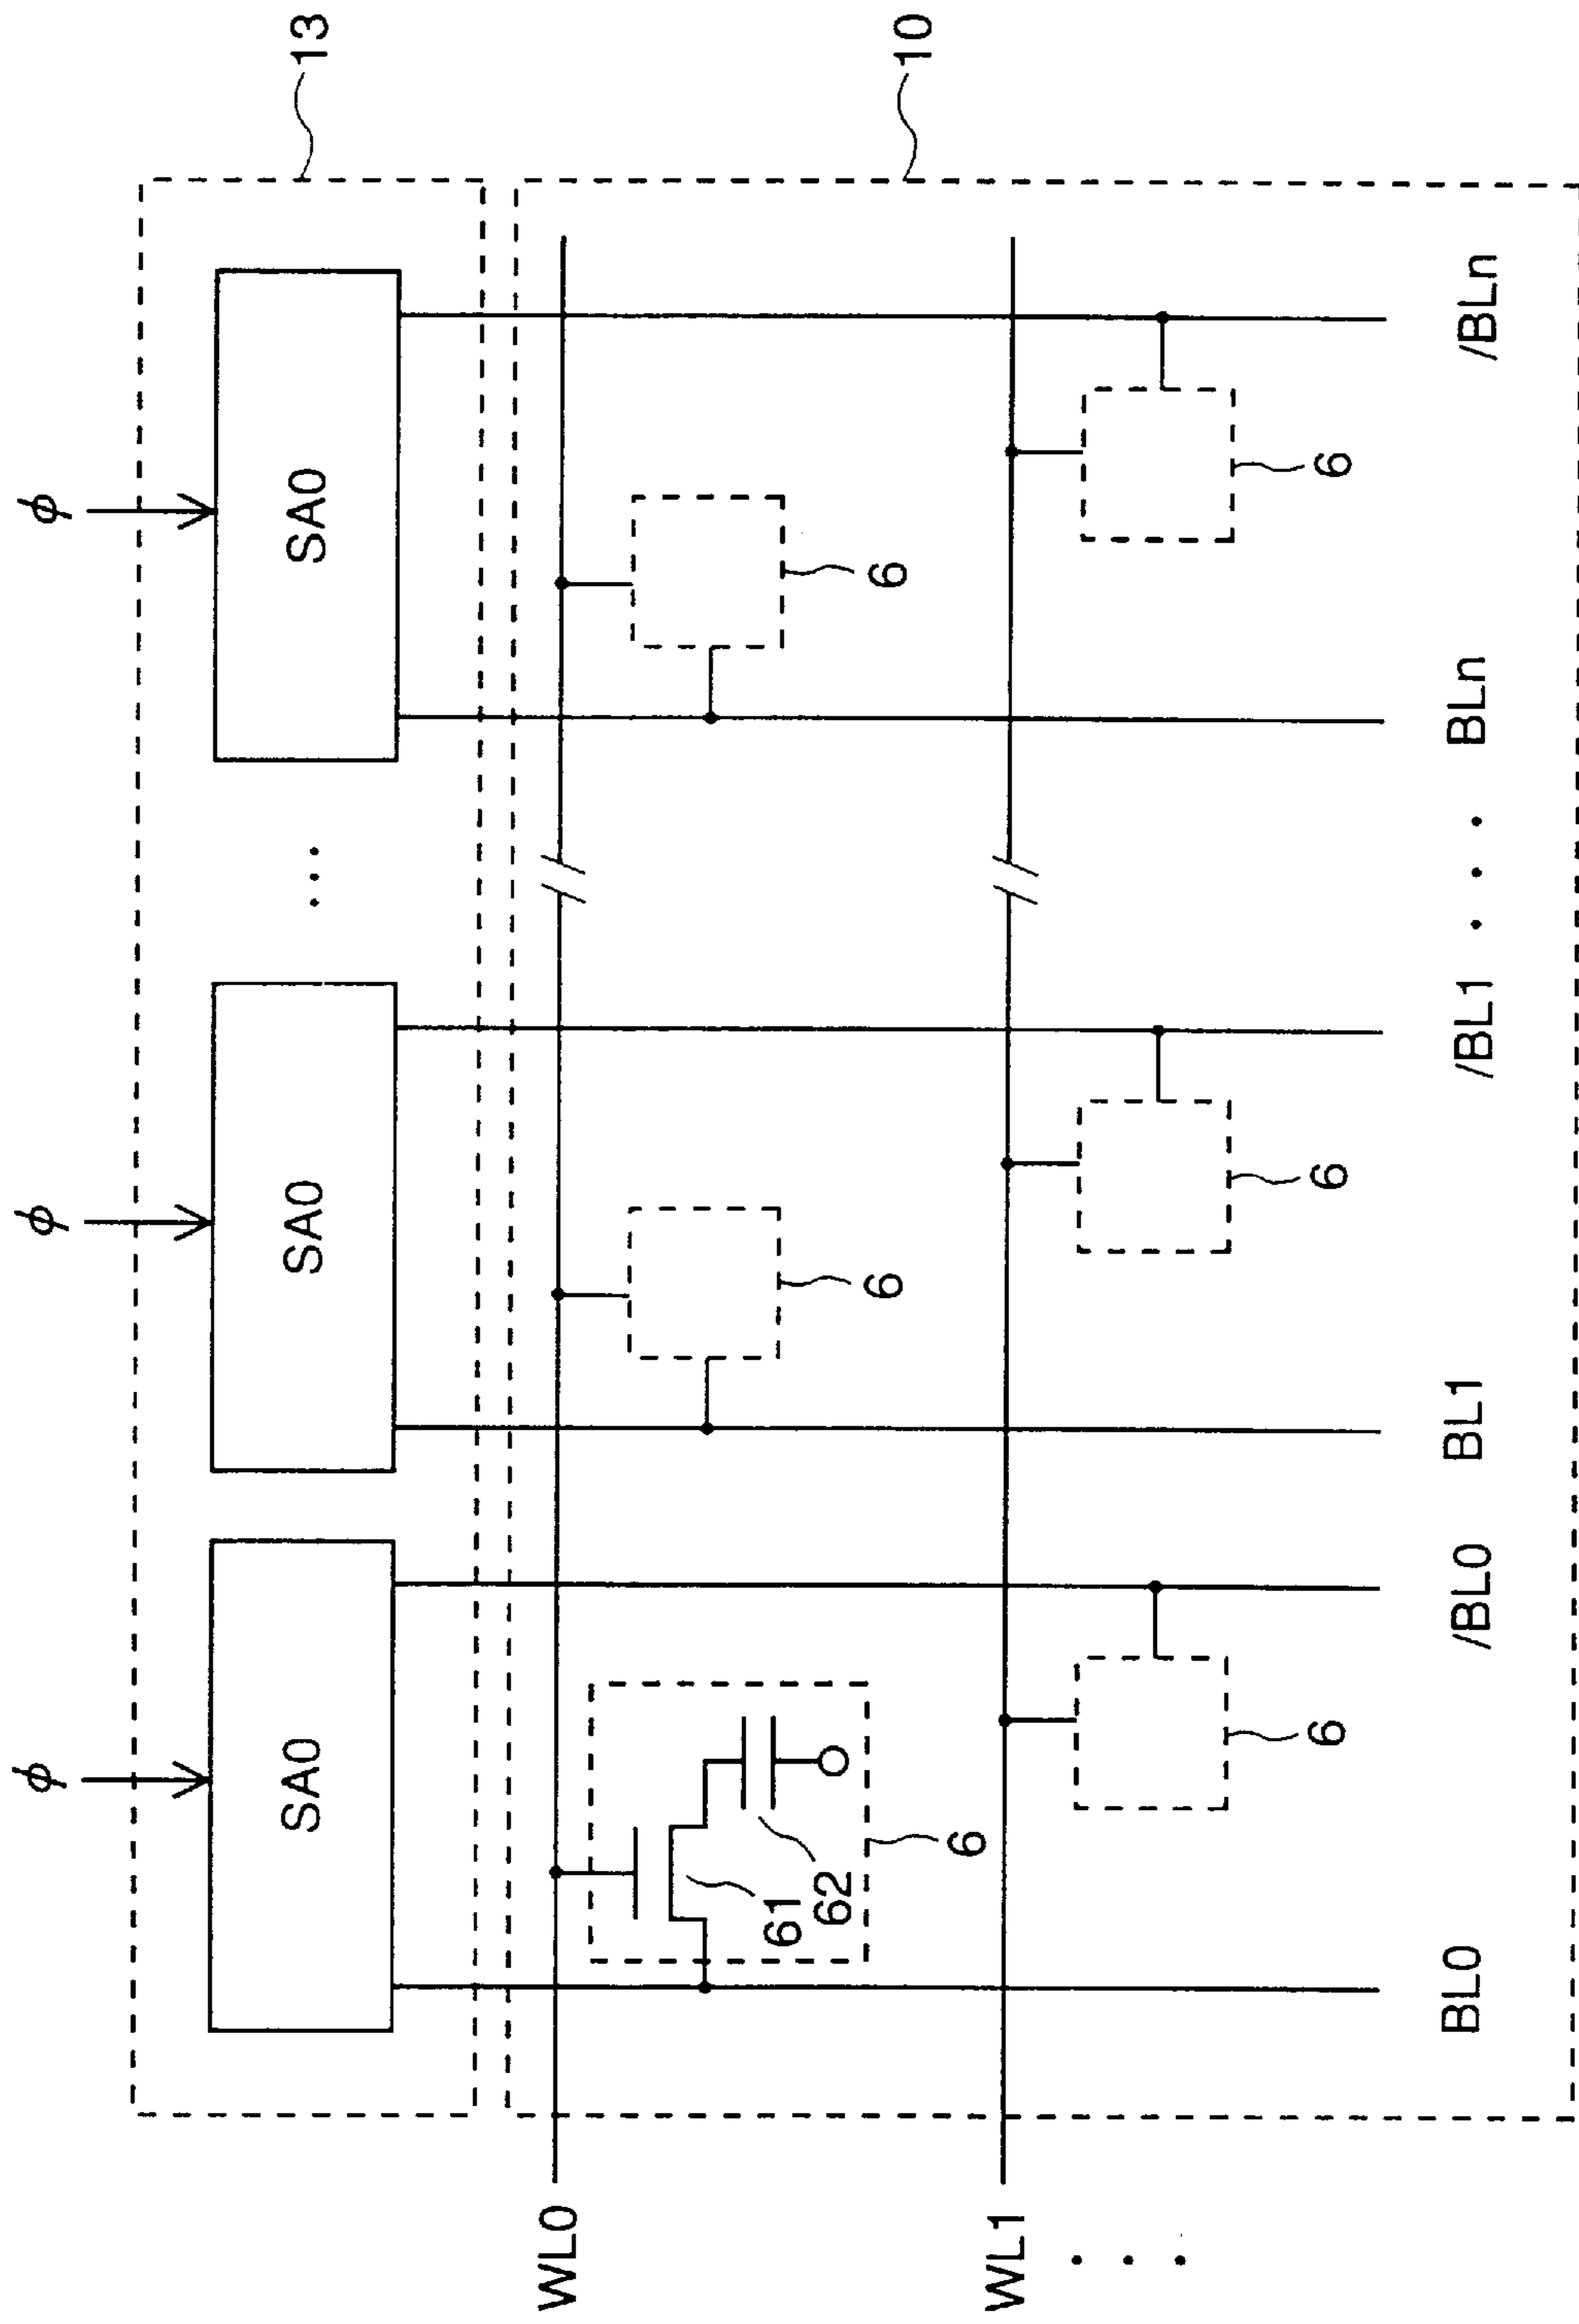 φ φ φ
SA0 SA0 ... SA0
13
WL0
61
62
6
6
6
10
WL1
6
6
6
. . .
BL0 /BL0 BL1 /BL1 . . . BLn /BLn